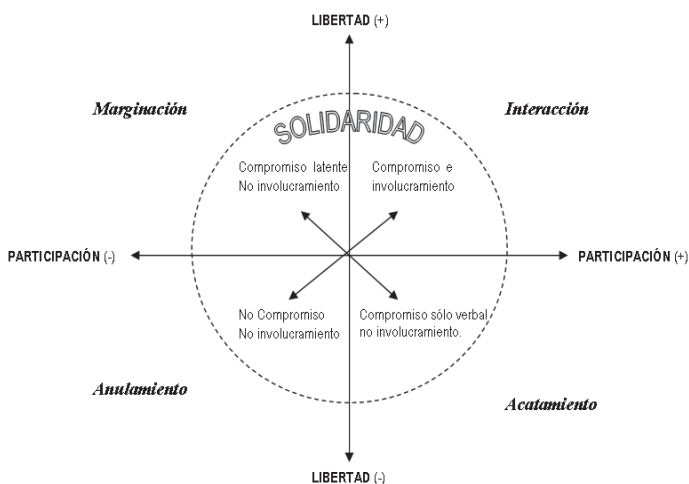 LIBERTAD (+)
Marginación
Interacción
SOLIDARIDAD
Compromiso latente
No involucramiento
Compromiso e
involucramiento
PARTICIPACIÓN (-)
PARTICIPACIÓN (+)
No Compromiso
No involucramiento
Compromiso sólo verbal
no involucramiento.
Anulamiento
Acatamiento
LIBERTAD (-)